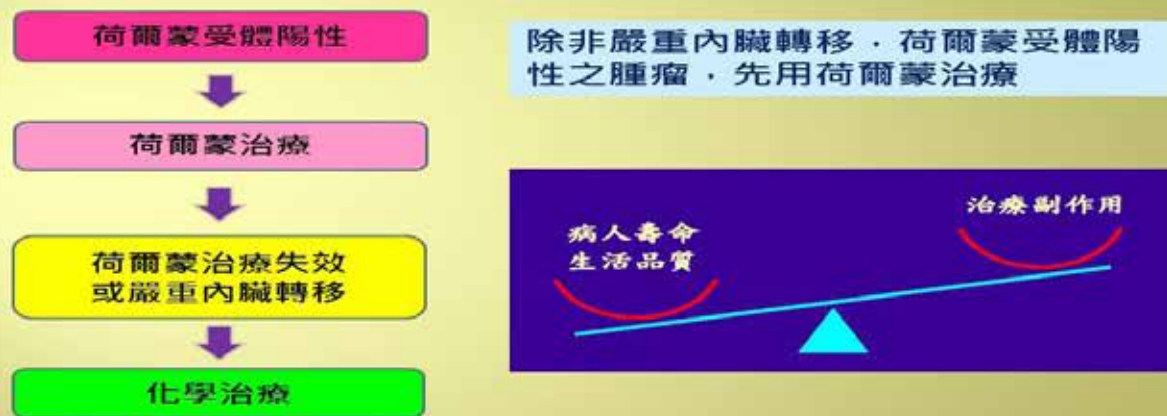 荷爾蒙受體陽性
荷爾蒙治療
荷爾蒙治療失效
或嚴重內臟轉移
化學治療
除非嚴重內臟轉移．荷爾蒙受體陽
性之腫瘤．先用荷爾蒙治療
病人壽命
生活品質
治療副作用